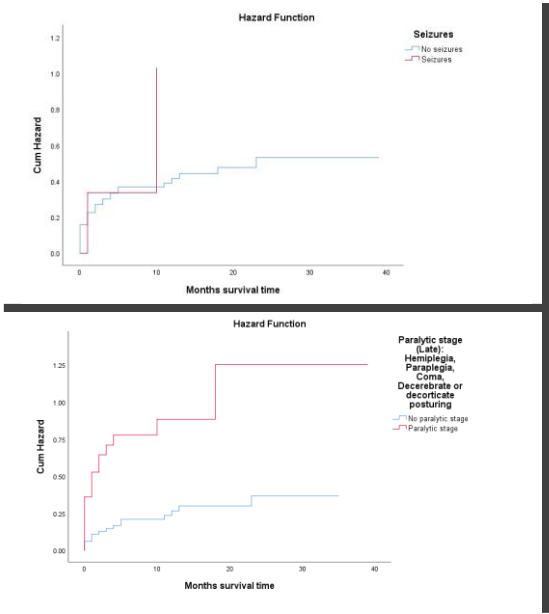 Hazard Function
Seizures
No seizures
Seizures
Cum Hazard
1.2
1.0
0.8
0.6
0.4
0.2
0.0
0 10 20 30 40
Months survival time
Hazard Function
Paralytic stage
(Late):
Hemiplegia,
Paraplegia,
Coma,
Decerebrate or
decorticate
posturing
No paralytic stage
Paralytic stage
Cum Hazard
1.25
1.00
0.75
0.50
0.25
0.00
0 10 20 30 40
Months survival time